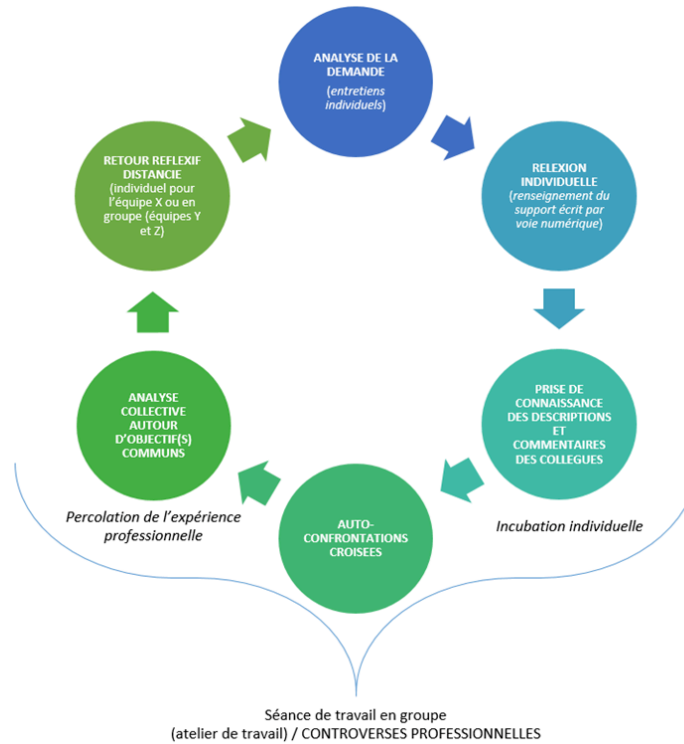 ANALYSE DE LA
DEMANDE
(entretiens
individuels)
RELEXION
INDIVIDUELLE
(renseignement du
support écrit par
voie numérique)
PRISE DE
CONNAISSANCE
DES DESCRIPTIONS
ET
COMMENTAIRES
DES COLLEGUES
Incubation individuelle
AUTO-
CONFRONTATIONS
CROISEES
ANALYSE
COLLECTIVE
AUTOUR
D'OBJECTIF(S)
COMMUNS
Percolation de l'expérience
professionnelle
RETOUR REFLEXIF
DISTANCIE
(individuel pour
l'équipe X ou en
groupe (équipes Y
et Z)
Séance de travail en groupe
(atelier de travail) / CONTROVERSES PROFESSIONNELLES